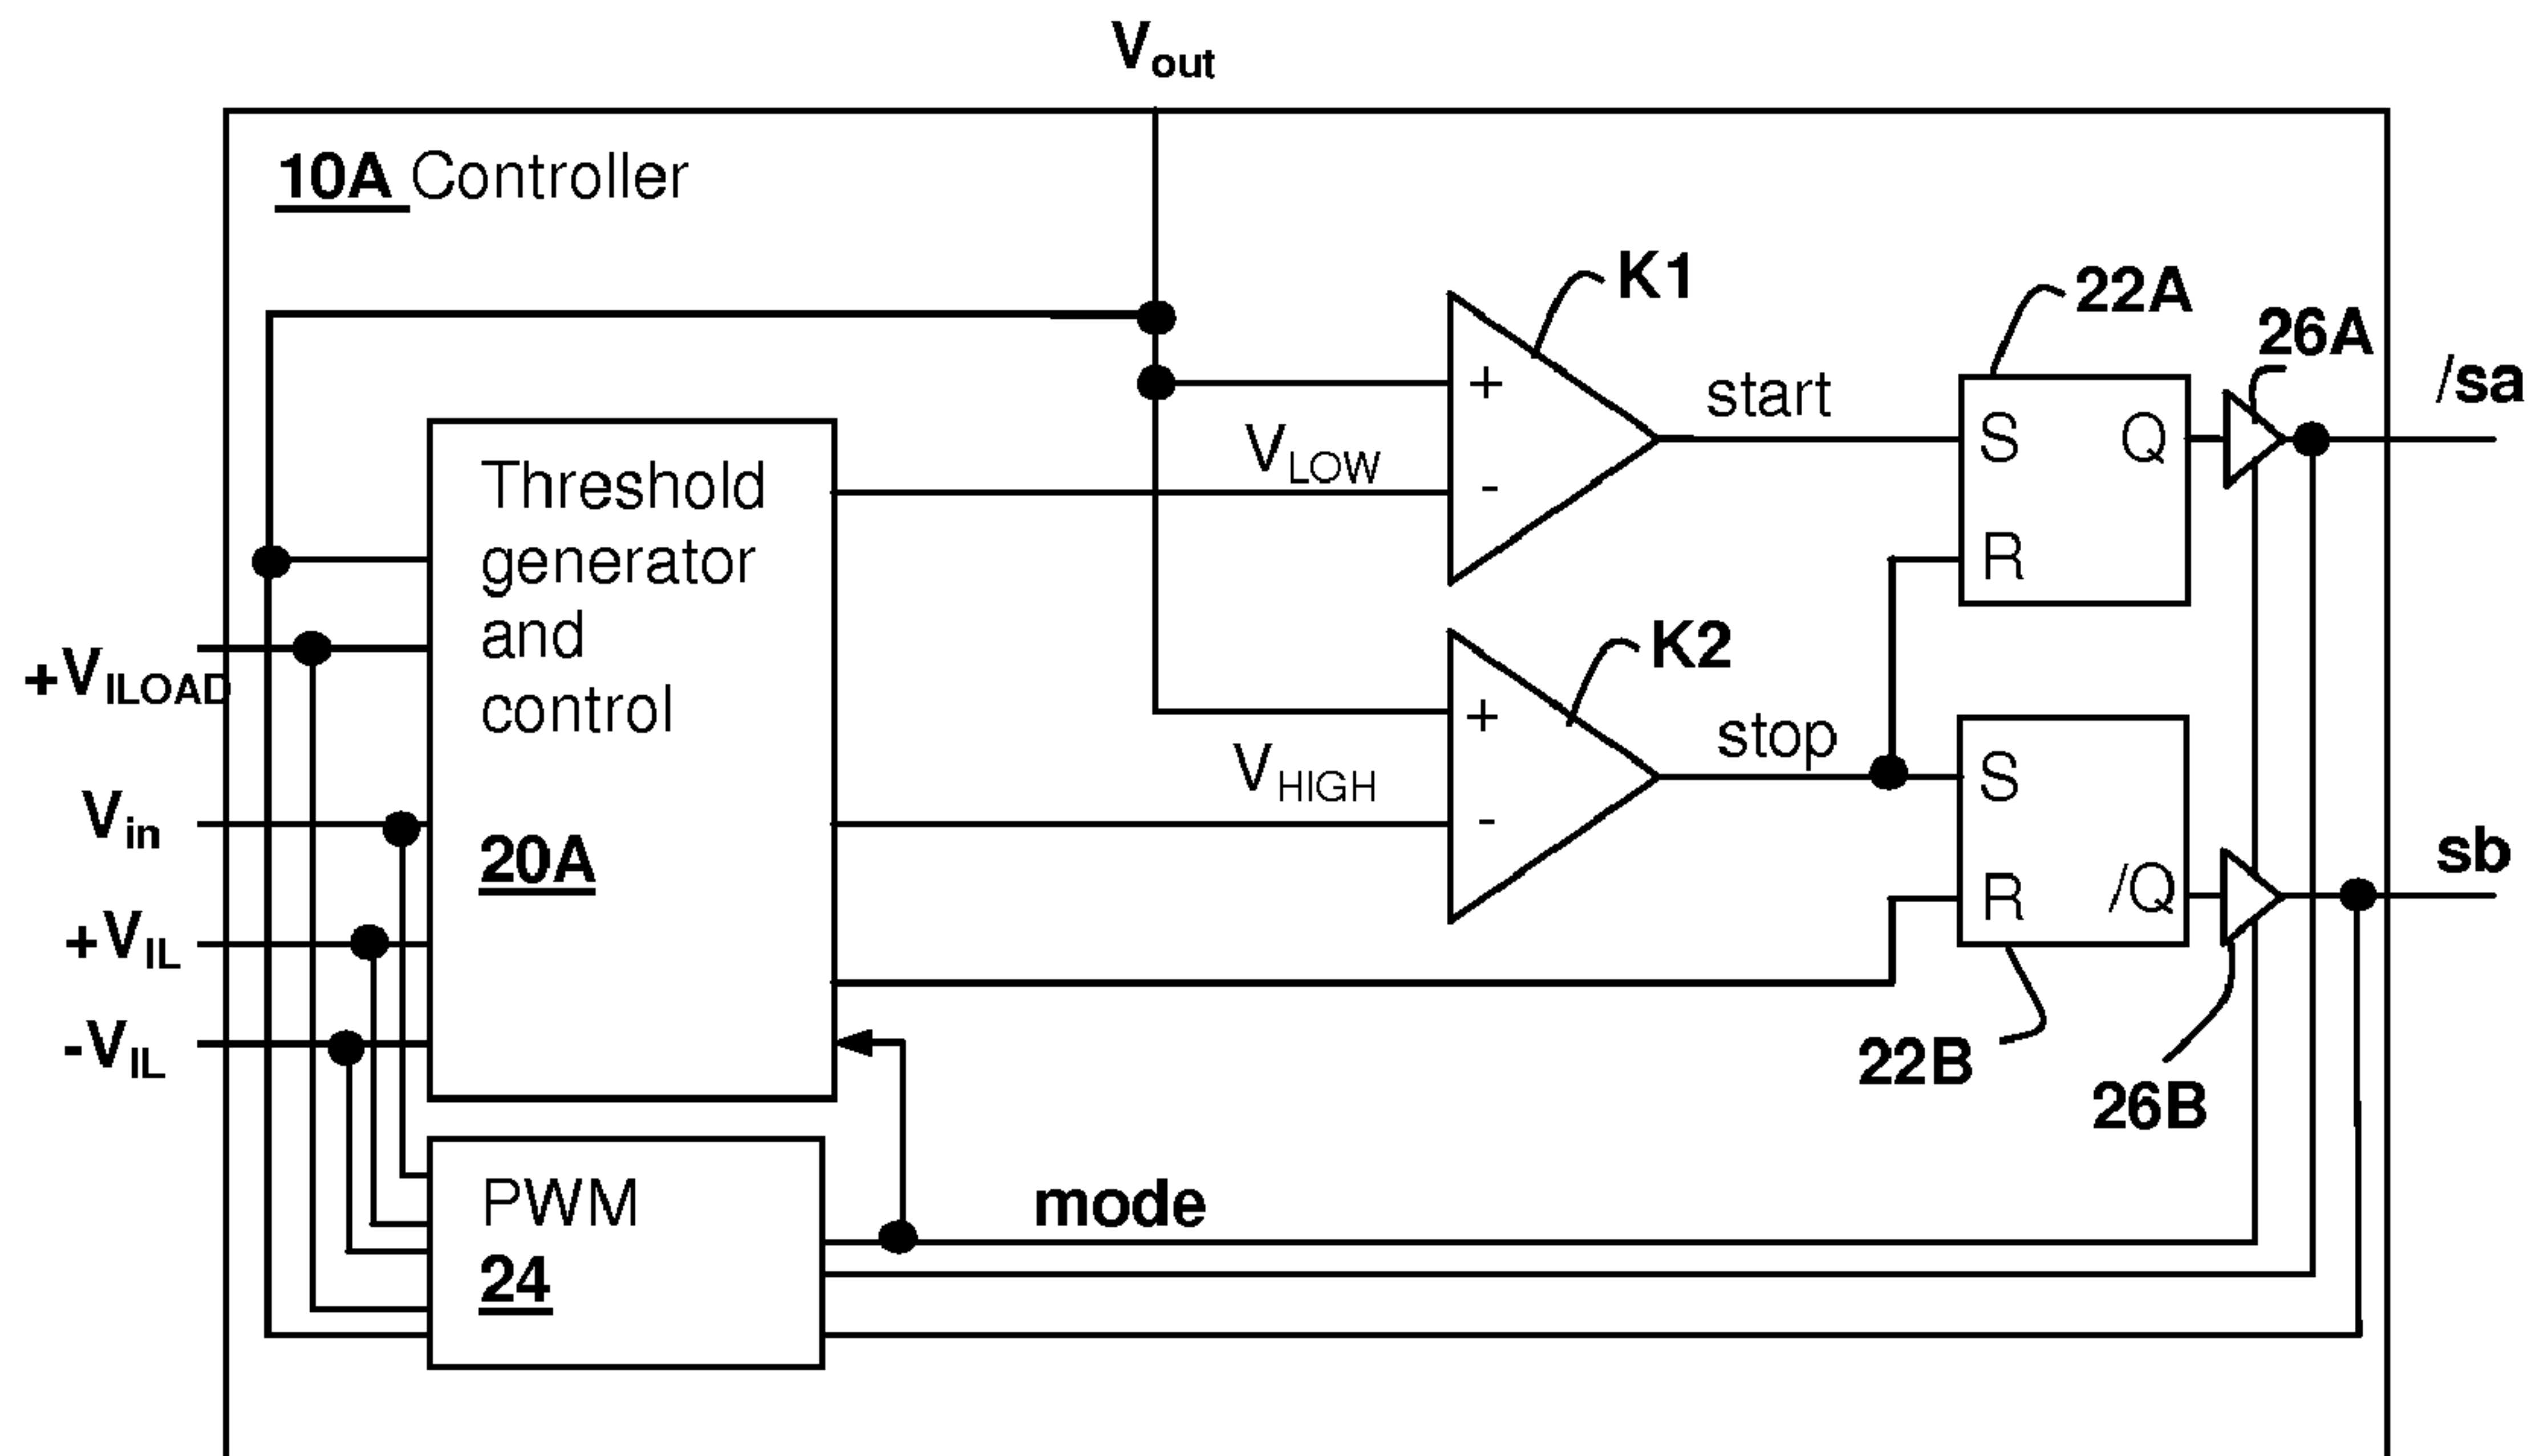 Vout
10A Controller
K1
22A
26A
/sa
+
start
S Q
VLOW
-
R
Threshold
generator
and
control
20A
+VILOAD
K2
+
stop
S
VHIGH
-
R /Q
Vin
sb
+VIL
-VIL
22B
26B
PWM
24
mode